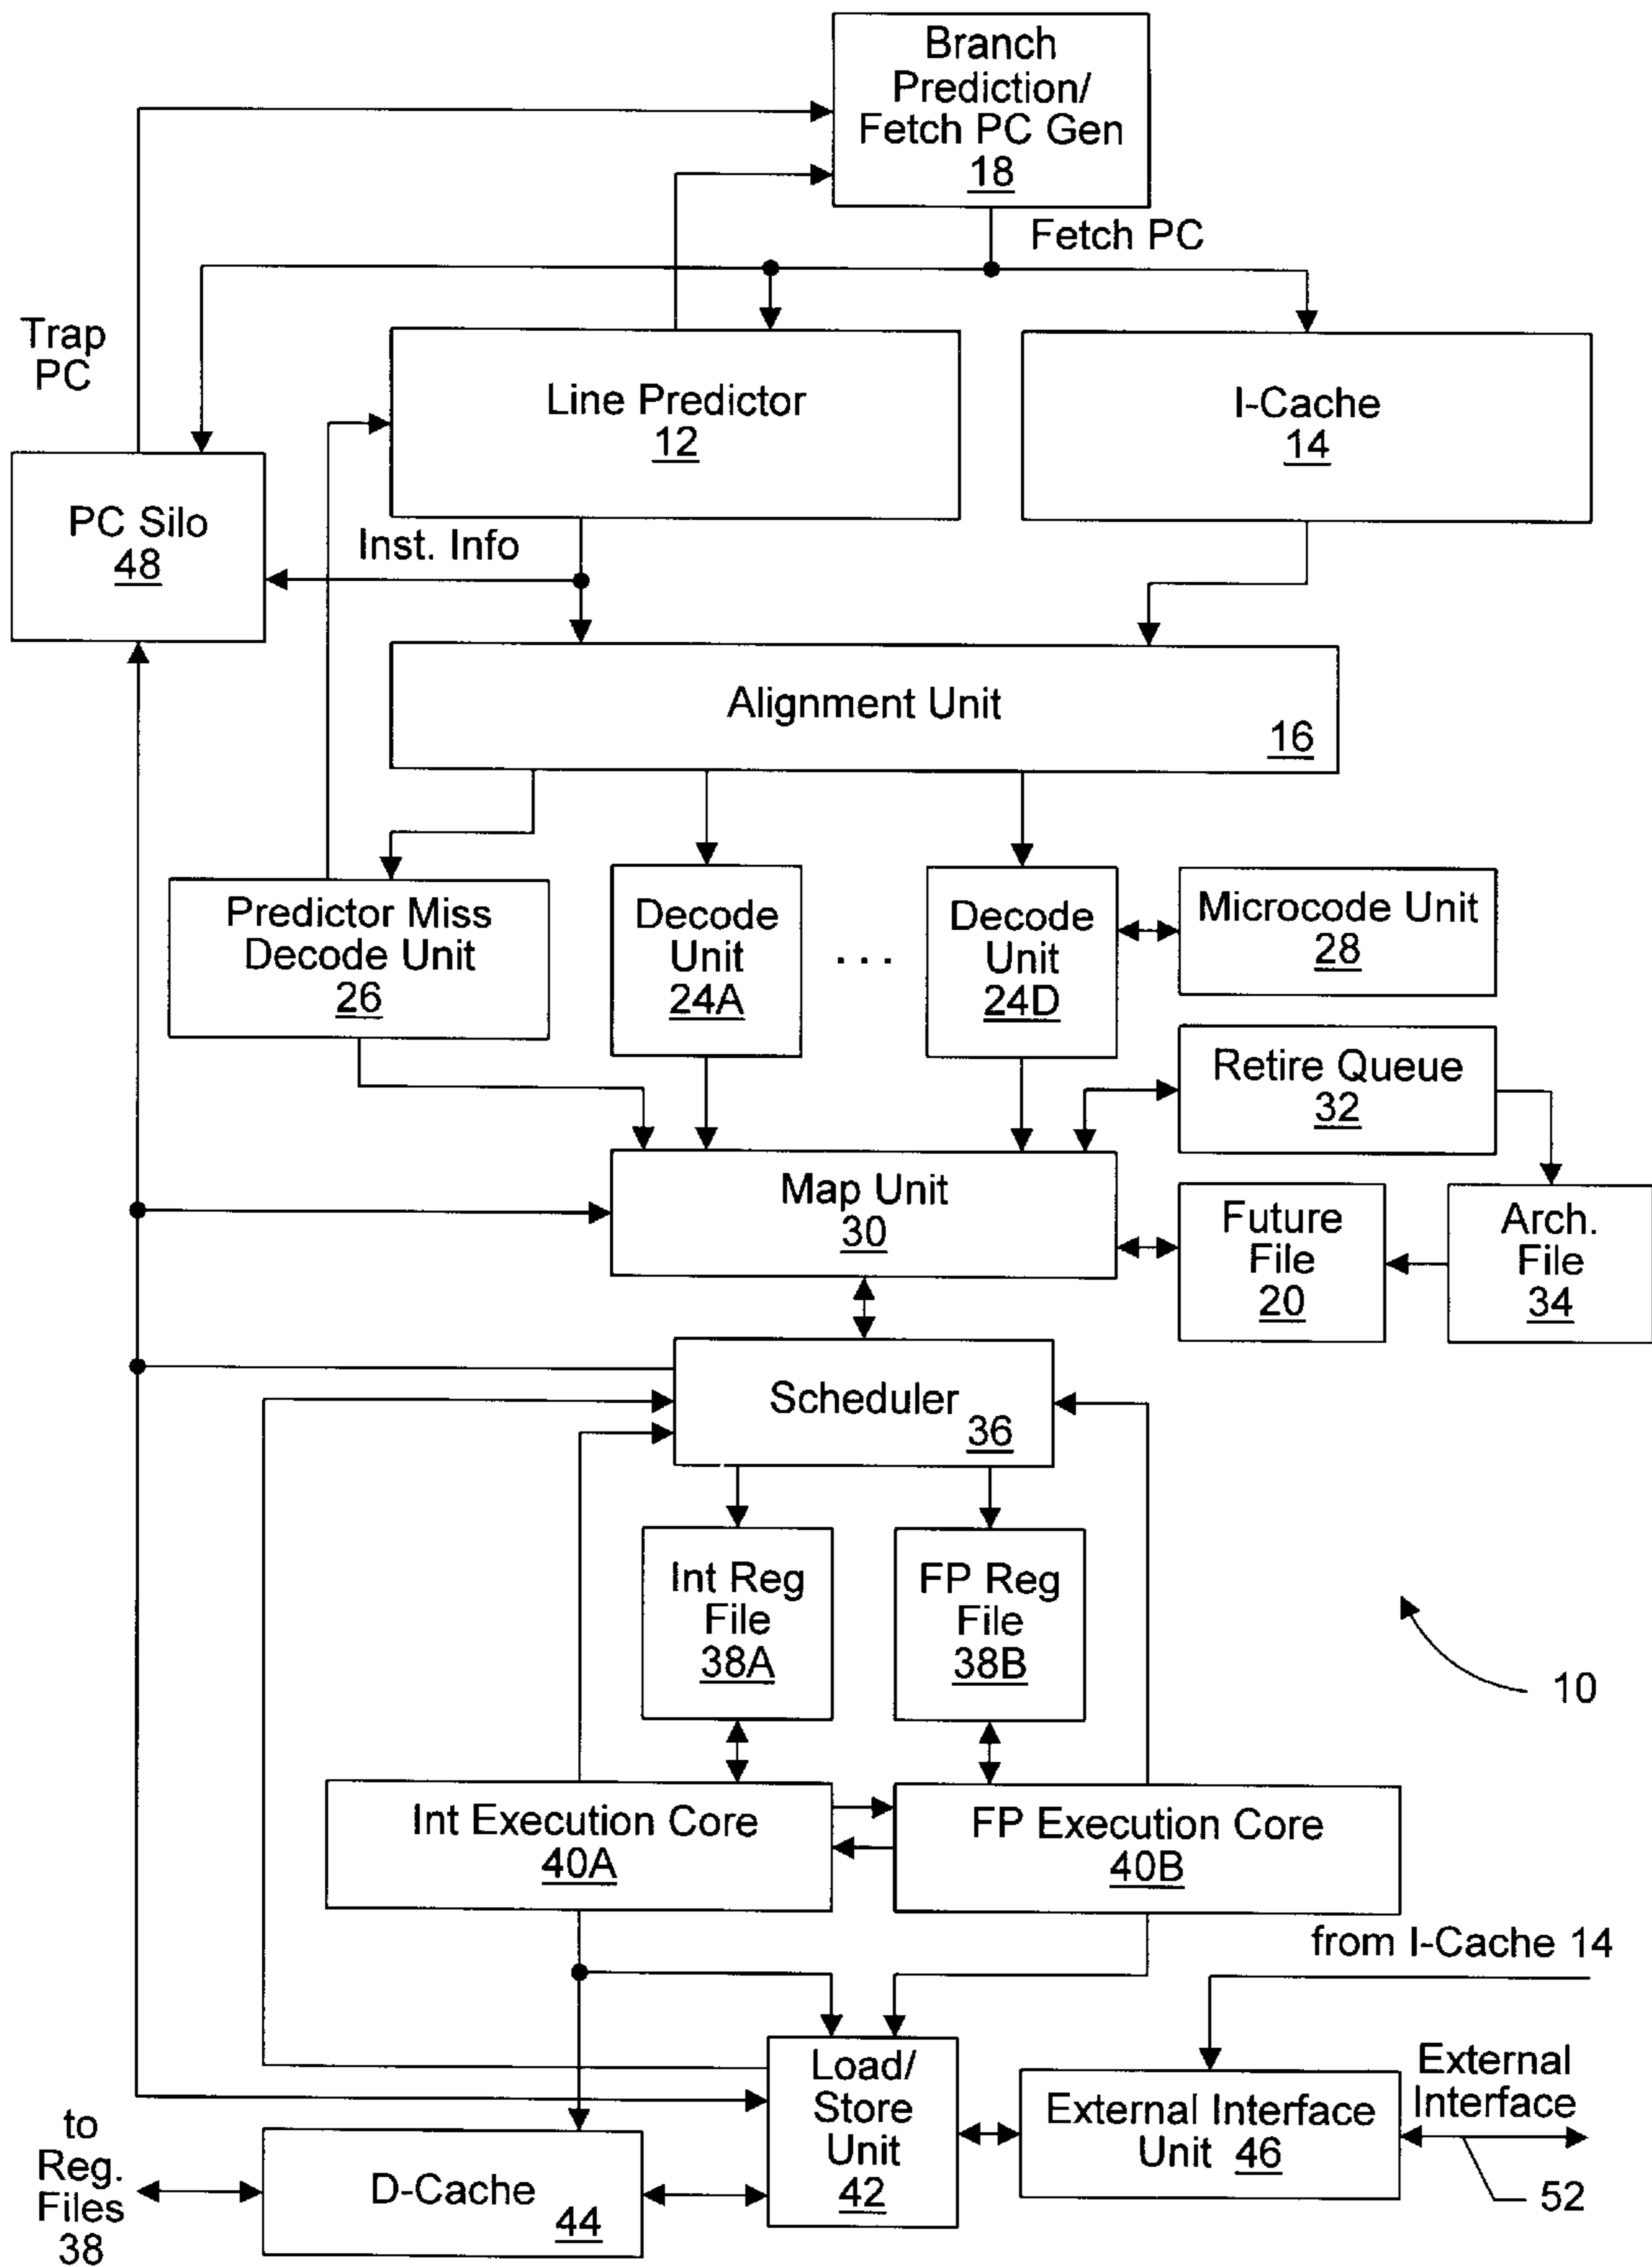 Branch
Prediction/
Fetch PC Gen
18
Fetch PC
Trap
PC
Line Predictor
12
I-Cache
14
PC Silo
48
Inst. Info
Alignment Unit
16
Predictor Miss
Decode Unit
26
Decode
Unit
24A
. . .
Decode
Unit
24D
Microcode Unit
28
Retire Queue
32
Map Unit
30
Future
File
20
Arch.
File
34
Scheduler
36
Int Reg
File
38A
FP Reg
File
38B
10
Int Execution Core
40A
FP Execution Core
40B
from I-Cache 14
Load/
Store
Unit
42
External Interface
Unit 46
External
Interface
52
to
Reg.
Files
38
D-Cache
44